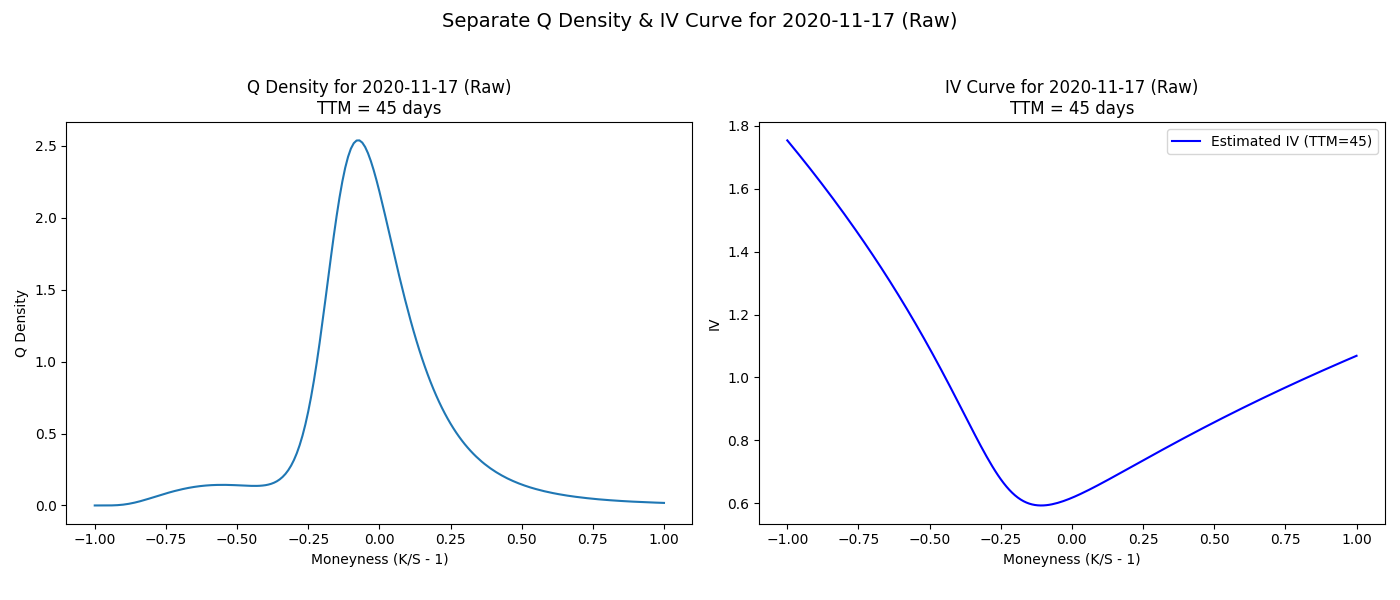 Separate Q Density & IV Curve for 2020-11-17 (Raw)
Q Density for 2020-11-17 (Raw)
TTM = 45 days
2.5
2.0
1.5
1.0
0.5
0.0
Q Density
−1.00 −0.75 −0.50 −0.25 0.00 0.25 0.50 0.75 1.00
Moneyness (K/S - 1)
IV Curve for 2020-11-17 (Raw)
TTM = 45 days
Estimated IV (TTM=45)
1.8
1.6
1.4
1.2
1.0
0.8
0.6
IV
−1.00 −0.75 −0.50 −0.25 0.00 0.25 0.50 0.75 1.00
Moneyness (K/S - 1)